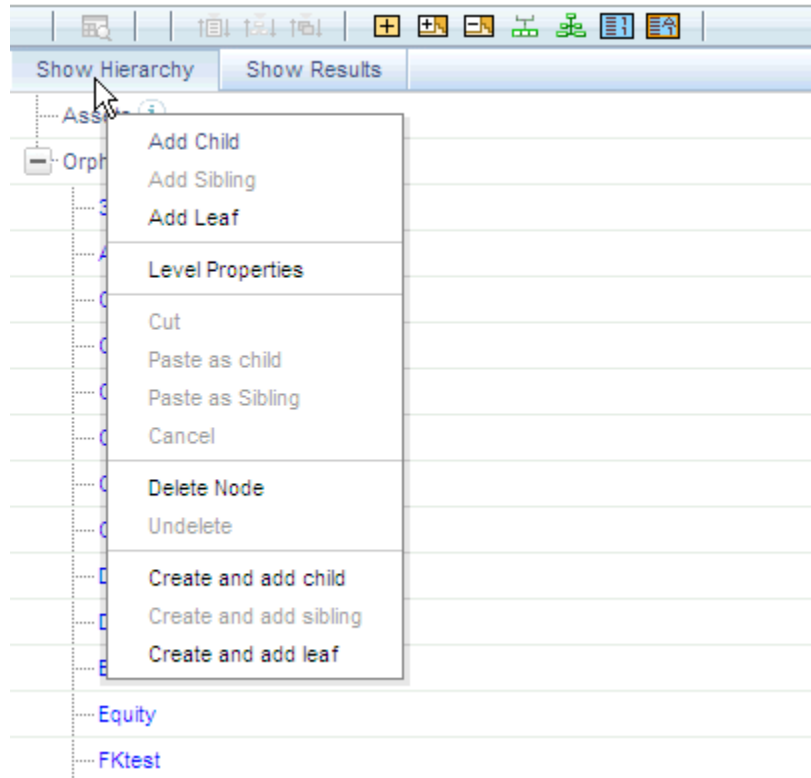 Show Hierarchy Show Results
Assets
Add Child
Add Sibling
Add Leaf
Level Properties
Cut
Paste as child
Paste as Sibling
Cancel
Delete Node
Undelete
Create and add child
Create and add sibling
Create and add leaf
Equity
FKtest